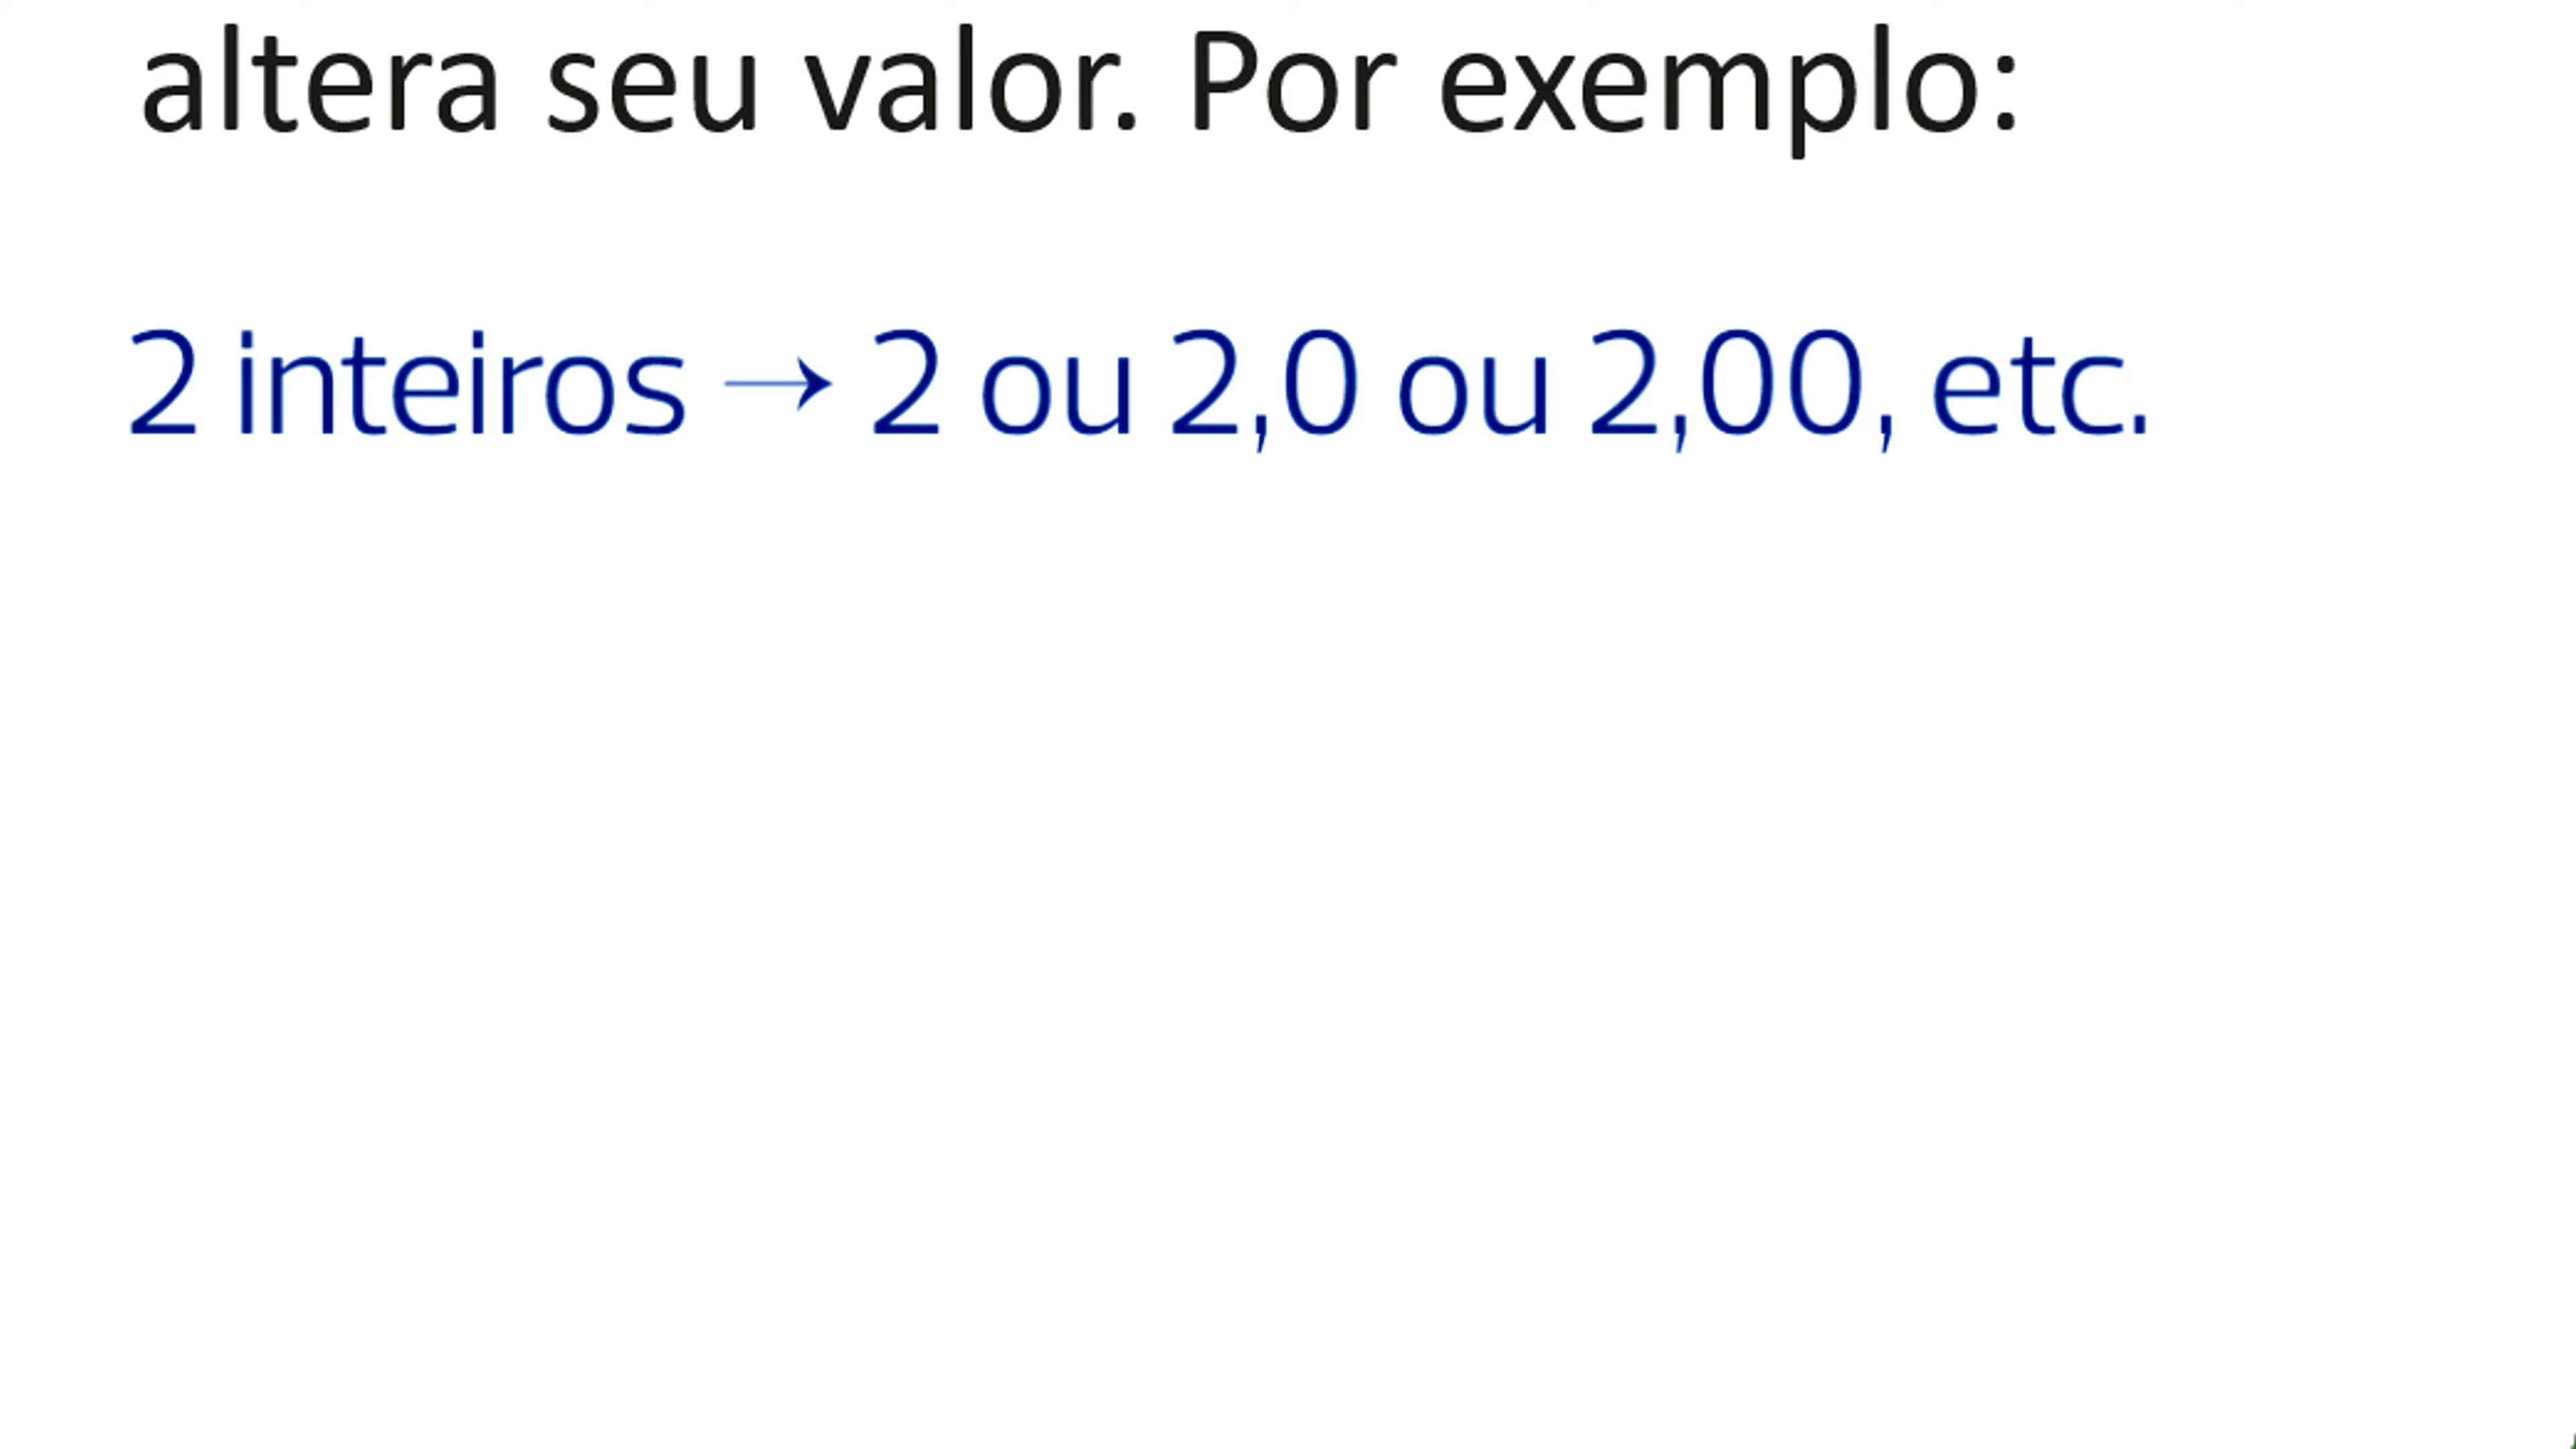 altera seu valor. Por exemplo:
2 inteiros → 2 ou 2,0 ou 2,00, etc.